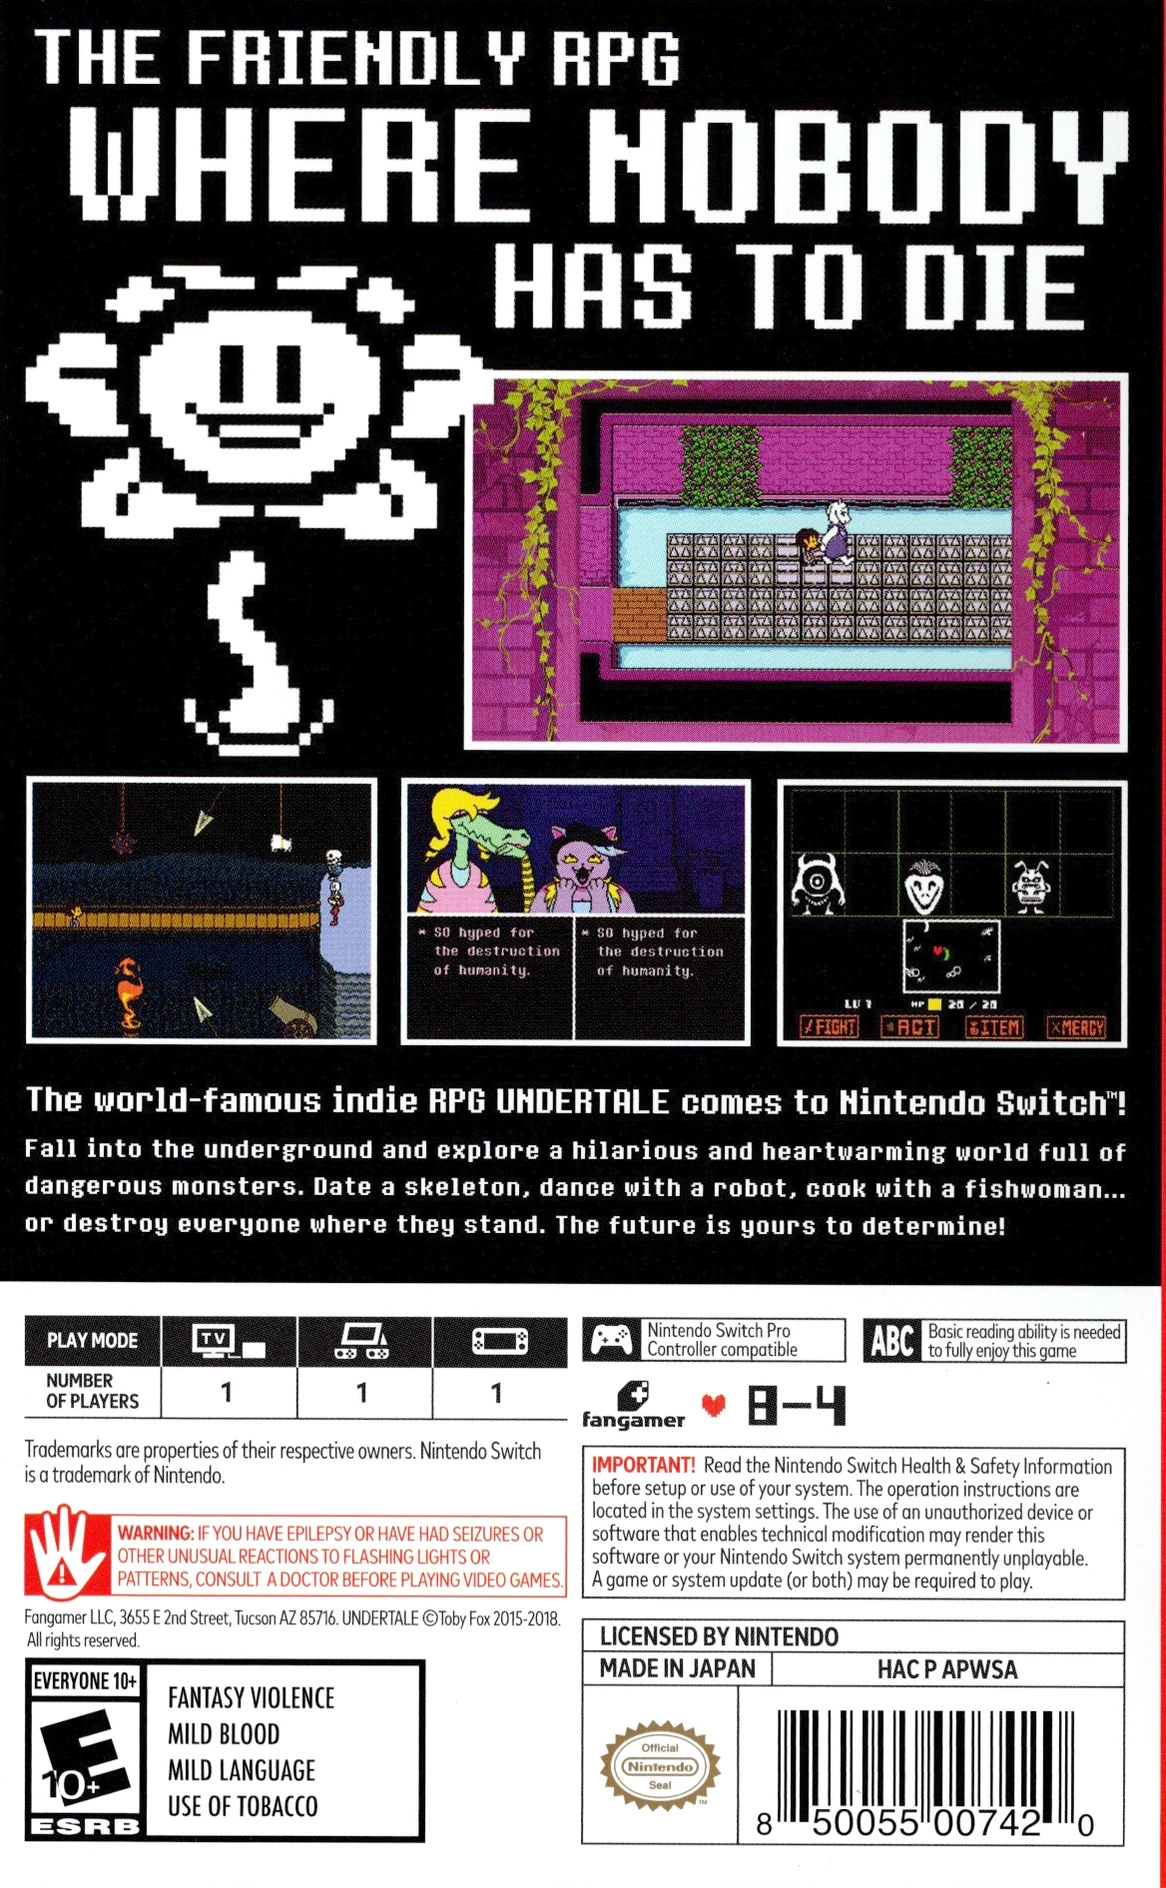 THE FRIENDLY RPG
WHERE NOBODY
HAS TO DIE
* SO hyped for
the destruction
of humanity.
* SO hyped for
the destruction
of humanity.
LV 1 HP 20 / 20
FIGHT ACT ITEM MERCY
The world-famous indie RPG UNDERTALE comes to Nintendo Switch™!
Fall into the underground and explore a hilarious and heartwarming world full of
dangerous monsters. Date a skeleton, dance with a robot, cook with a fishwoman...
or destroy everyone where they stand. The future is yours to determine!
PLAY MODE TV
NUMBER
OF PLAYERS
1 1 1
Nintendo Switch Pro
Controller compatible
ABC
Basic reading ability is needed
to fully enjoy this game
fangamer 8-4
Trademarks are properties of their respective owners. Nintendo Switch
is a trademark of Nintendo.
WARNING: IF YOU HAVE EPILEPSY OR HAVE HAD SEIZURES OR
OTHER UNUSUAL REACTIONS TO FLASHING LIGHTS OR
PATTERNS, CONSULT A DOCTOR BEFORE PLAYING VIDEO GAMES.
Fangamer LLC, 3655 E 2nd Street, Tucson AZ 85716. UNDERTALE ©Toby Fox 2015-2018.
All rights reserved.
IMPORTANT! Read the Nintendo Switch Health & Safety Information
before setup or use of your system. The operation instructions are
located in the system settings. The use of an unauthorized device or
software that enables technical modification may render this
software or your Nintendo Switch system permanently unplayable.
A game or system update (or both) may be required to play.
EVERYONE 10+
E
10+
ESRB
FANTASY VIOLENCE
MILD BLOOD
MILD LANGUAGE
USE OF TOBACCO
LICENSED BY NINTENDO
MADE IN JAPAN HAC P APWSA
Official
Nintendo
Seal
TM
8 50055 00742 0